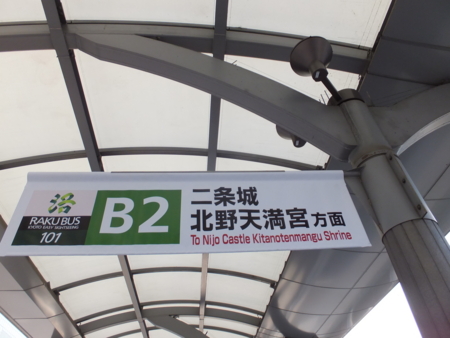 洛
RAKU BUS
KYOTO EASY SIGHTSEEING
101
B2
二条城
北野天満宮方面
To Nijo Castle Kitanotenmangu Shrine